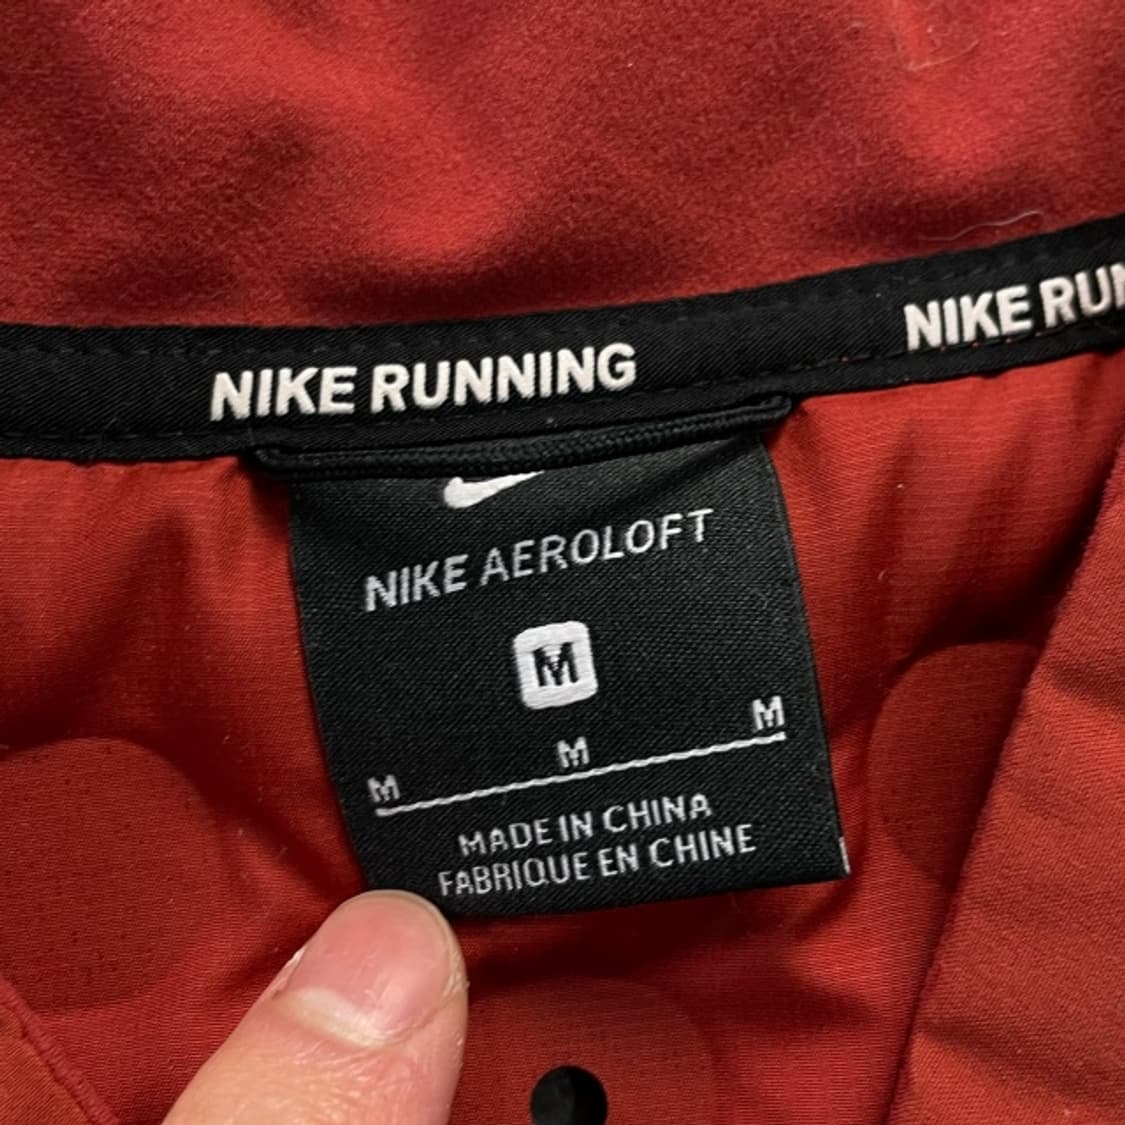 NIKE RUNNING
NIKE RUN
NIKE AEROLOFT
M
M M M
MADE IN CHINA
FABRIQUE EN CHINE